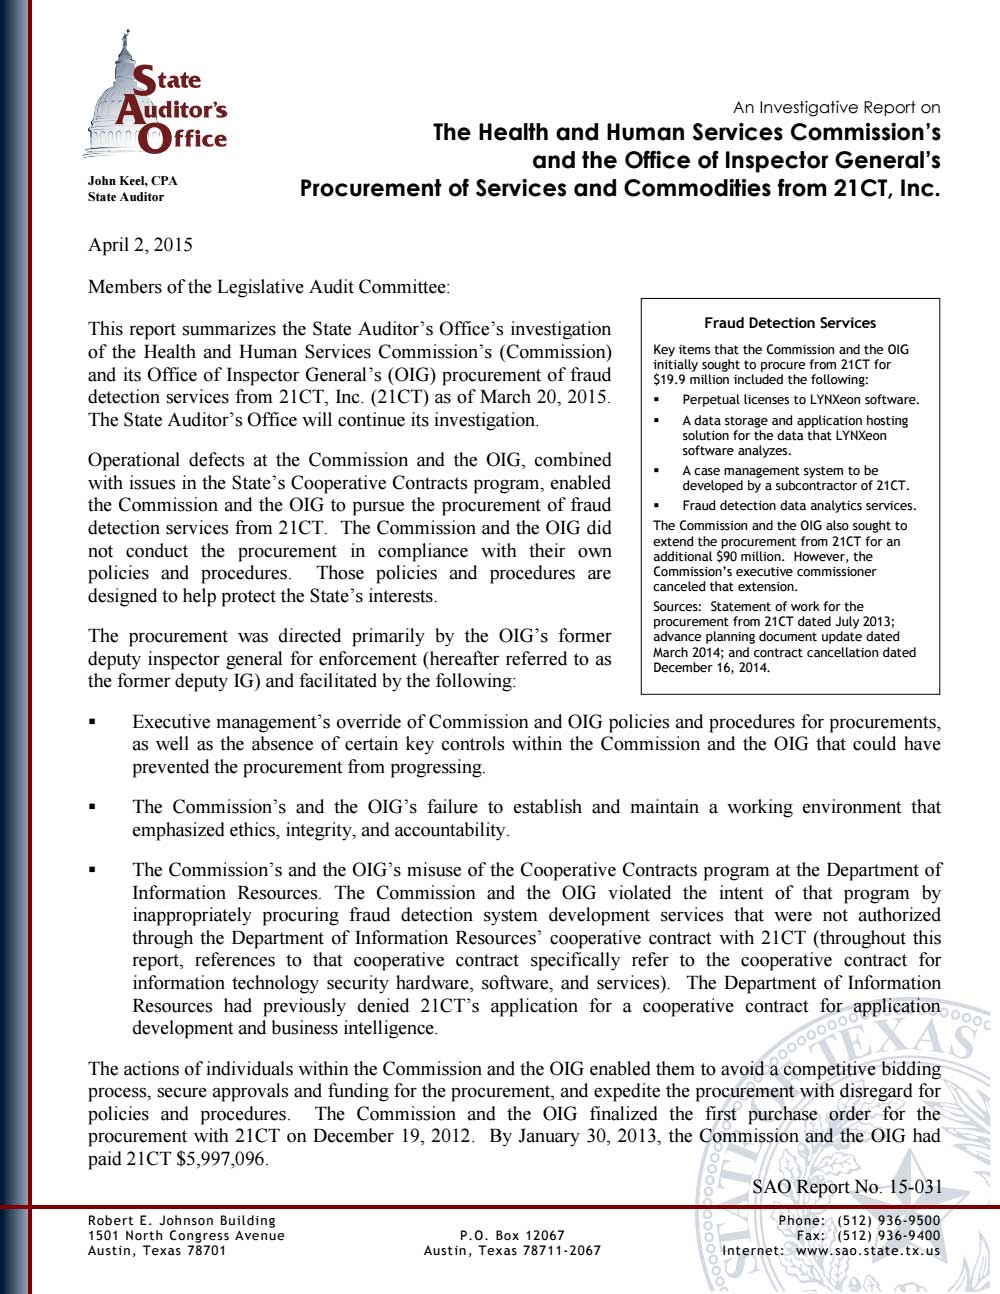 State
Auditor's
Office
John Keel, CPA
State Auditor
An Investigative Report on
The Health and Human Services Commission's
and the Office of Inspector General's
Procurement of Services and Commodities from 21CT, Inc.
April 2, 2015
Members of the Legislative Audit Committee:
This report summarizes the State Auditor's Office's investigation
of the Health and Human Services Commission's (Commission)
and its Office of Inspector General's (OIG) procurement of fraud
detection services from 21CT, Inc. (21CT) as of March 20, 2015.
The State Auditor's Office will continue its investigation.
Operational defects at the Commission and the OIG, combined
with issues in the State's Cooperative Contracts program, enabled
the Commission and the OIG to pursue the procurement of fraud
detection services from 21CT. The Commission and the OIG did
not conduct the procurement in compliance with their own
policies and procedures. Those policies and procedures are
designed to help protect the State's interests.
The procurement was directed primarily by the OIG's former
deputy inspector general for enforcement (hereafter referred to as
the former deputy IG) and facilitated by the following:
Fraud Detection Services
Key items that the Commission and the OIG
initially sought to procure from 21CT for
$19.9 million included the following:
▪ Perpetual licenses to LYNXeon software.
▪ A data storage and application hosting
solution for the data that LYNXeon
software analyzes.
▪ A case management system to be
developed by a subcontractor of 21CT.
▪ Fraud detection data analytics services.
The Commission and the OIG also sought to
extend the procurement from 21CT for an
additional $90 million. However, the
Commission's executive commissioner
canceled that extension.
Sources: Statement of work for the
procurement from 21CT dated July 2013;
advance planning document update dated
March 2014; and contract cancellation dated
December 16, 2014.
▪ Executive management's override of Commission and OIG policies and procedures for procurements,
as well as the absence of certain key controls within the Commission and the OIG that could have
prevented the procurement from progressing.
▪ The Commission's and the OIG's failure to establish and maintain a working environment that
emphasized ethics, integrity, and accountability.
▪ The Commission's and the OIG's misuse of the Cooperative Contracts program at the Department of
Information Resources. The Commission and the OIG violated the intent of that program by
inappropriately procuring fraud detection system development services that were not authorized
through the Department of Information Resources' cooperative contract with 21CT (throughout this
report, references to that cooperative contract specifically refer to the cooperative contract for
information technology security hardware, software, and services). The Department of Information
Resources had previously denied 21CT's application for a cooperative contract for application
development and business intelligence.
The actions of individuals within the Commission and the OIG enabled them to avoid a competitive bidding
process, secure approvals and funding for the procurement, and expedite the procurement with disregard for
policies and procedures. The Commission and the OIG finalized the first purchase order for the
procurement with 21CT on December 19, 2012. By January 30, 2013, the Commission and the OIG had
paid 21CT $5,997,096.
STATE OF TEXAS
SAO Report No. 15-031
Robert E. Johnson Building
1501 North Congress Avenue
Austin, Texas 78701
P.O. Box 12067
Austin, Texas 78711-2067
Phone: (512) 936-9500
Fax: (512) 936-9400
Internet: www.sao.state.tx.us